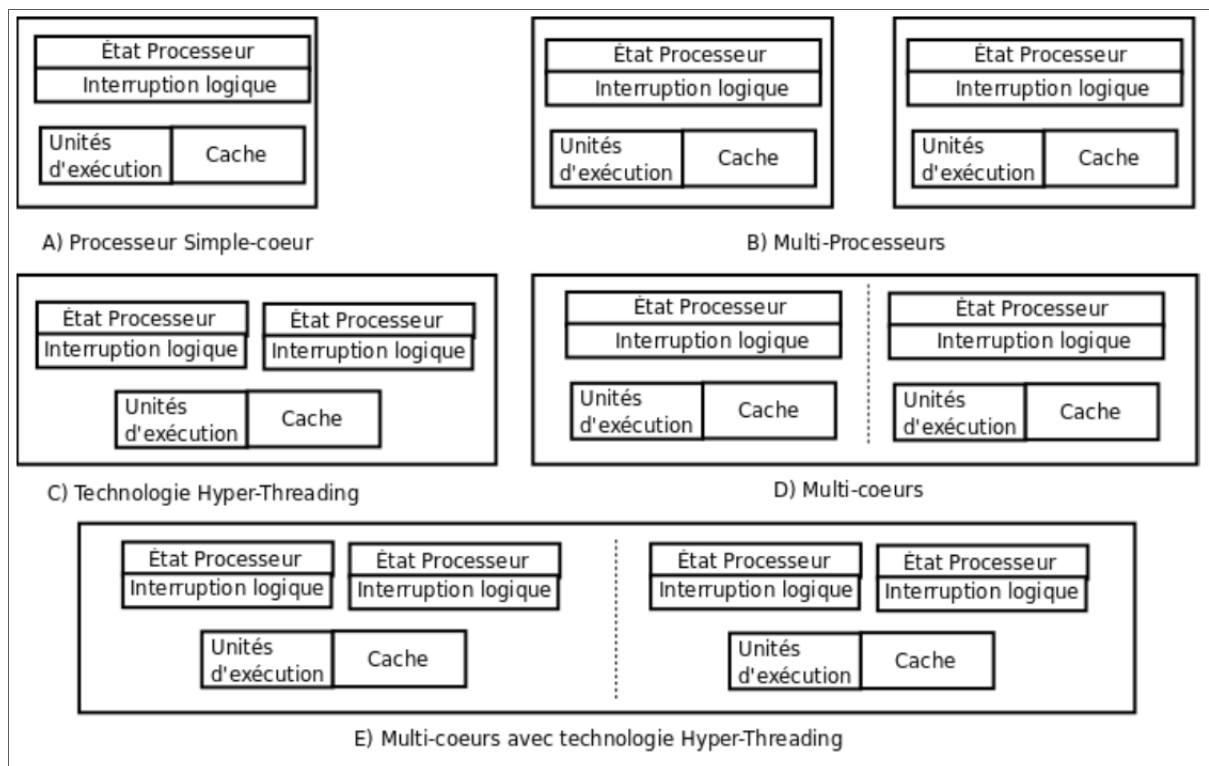 État Processeur
Interruption logique
Unités
d'exécution
Cache
A) Processeur Simple-coeur
État Processeur
Interruption logique
Unités
d'exécution
Cache
État Processeur
Interruption logique
Unités
d'exécution
Cache
B) Multi-Processeurs
État Processeur
Interruption logique
État Processeur
Interruption logique
Unités
d'exécution
Cache
C) Technologie Hyper-Threading
État Processeur
Interruption logique
Unités
d'exécution
Cache
État Processeur
Interruption logique
Unités
d'exécution
Cache
D) Multi-coeurs
État Processeur
Interruption logique
État Processeur
Interruption logique
Unités
d'exécution
Cache
État Processeur
Interruption logique
État Processeur
Interruption logique
Unités
d'exécution
Cache
E) Multi-coeurs avec technologie Hyper-Threading